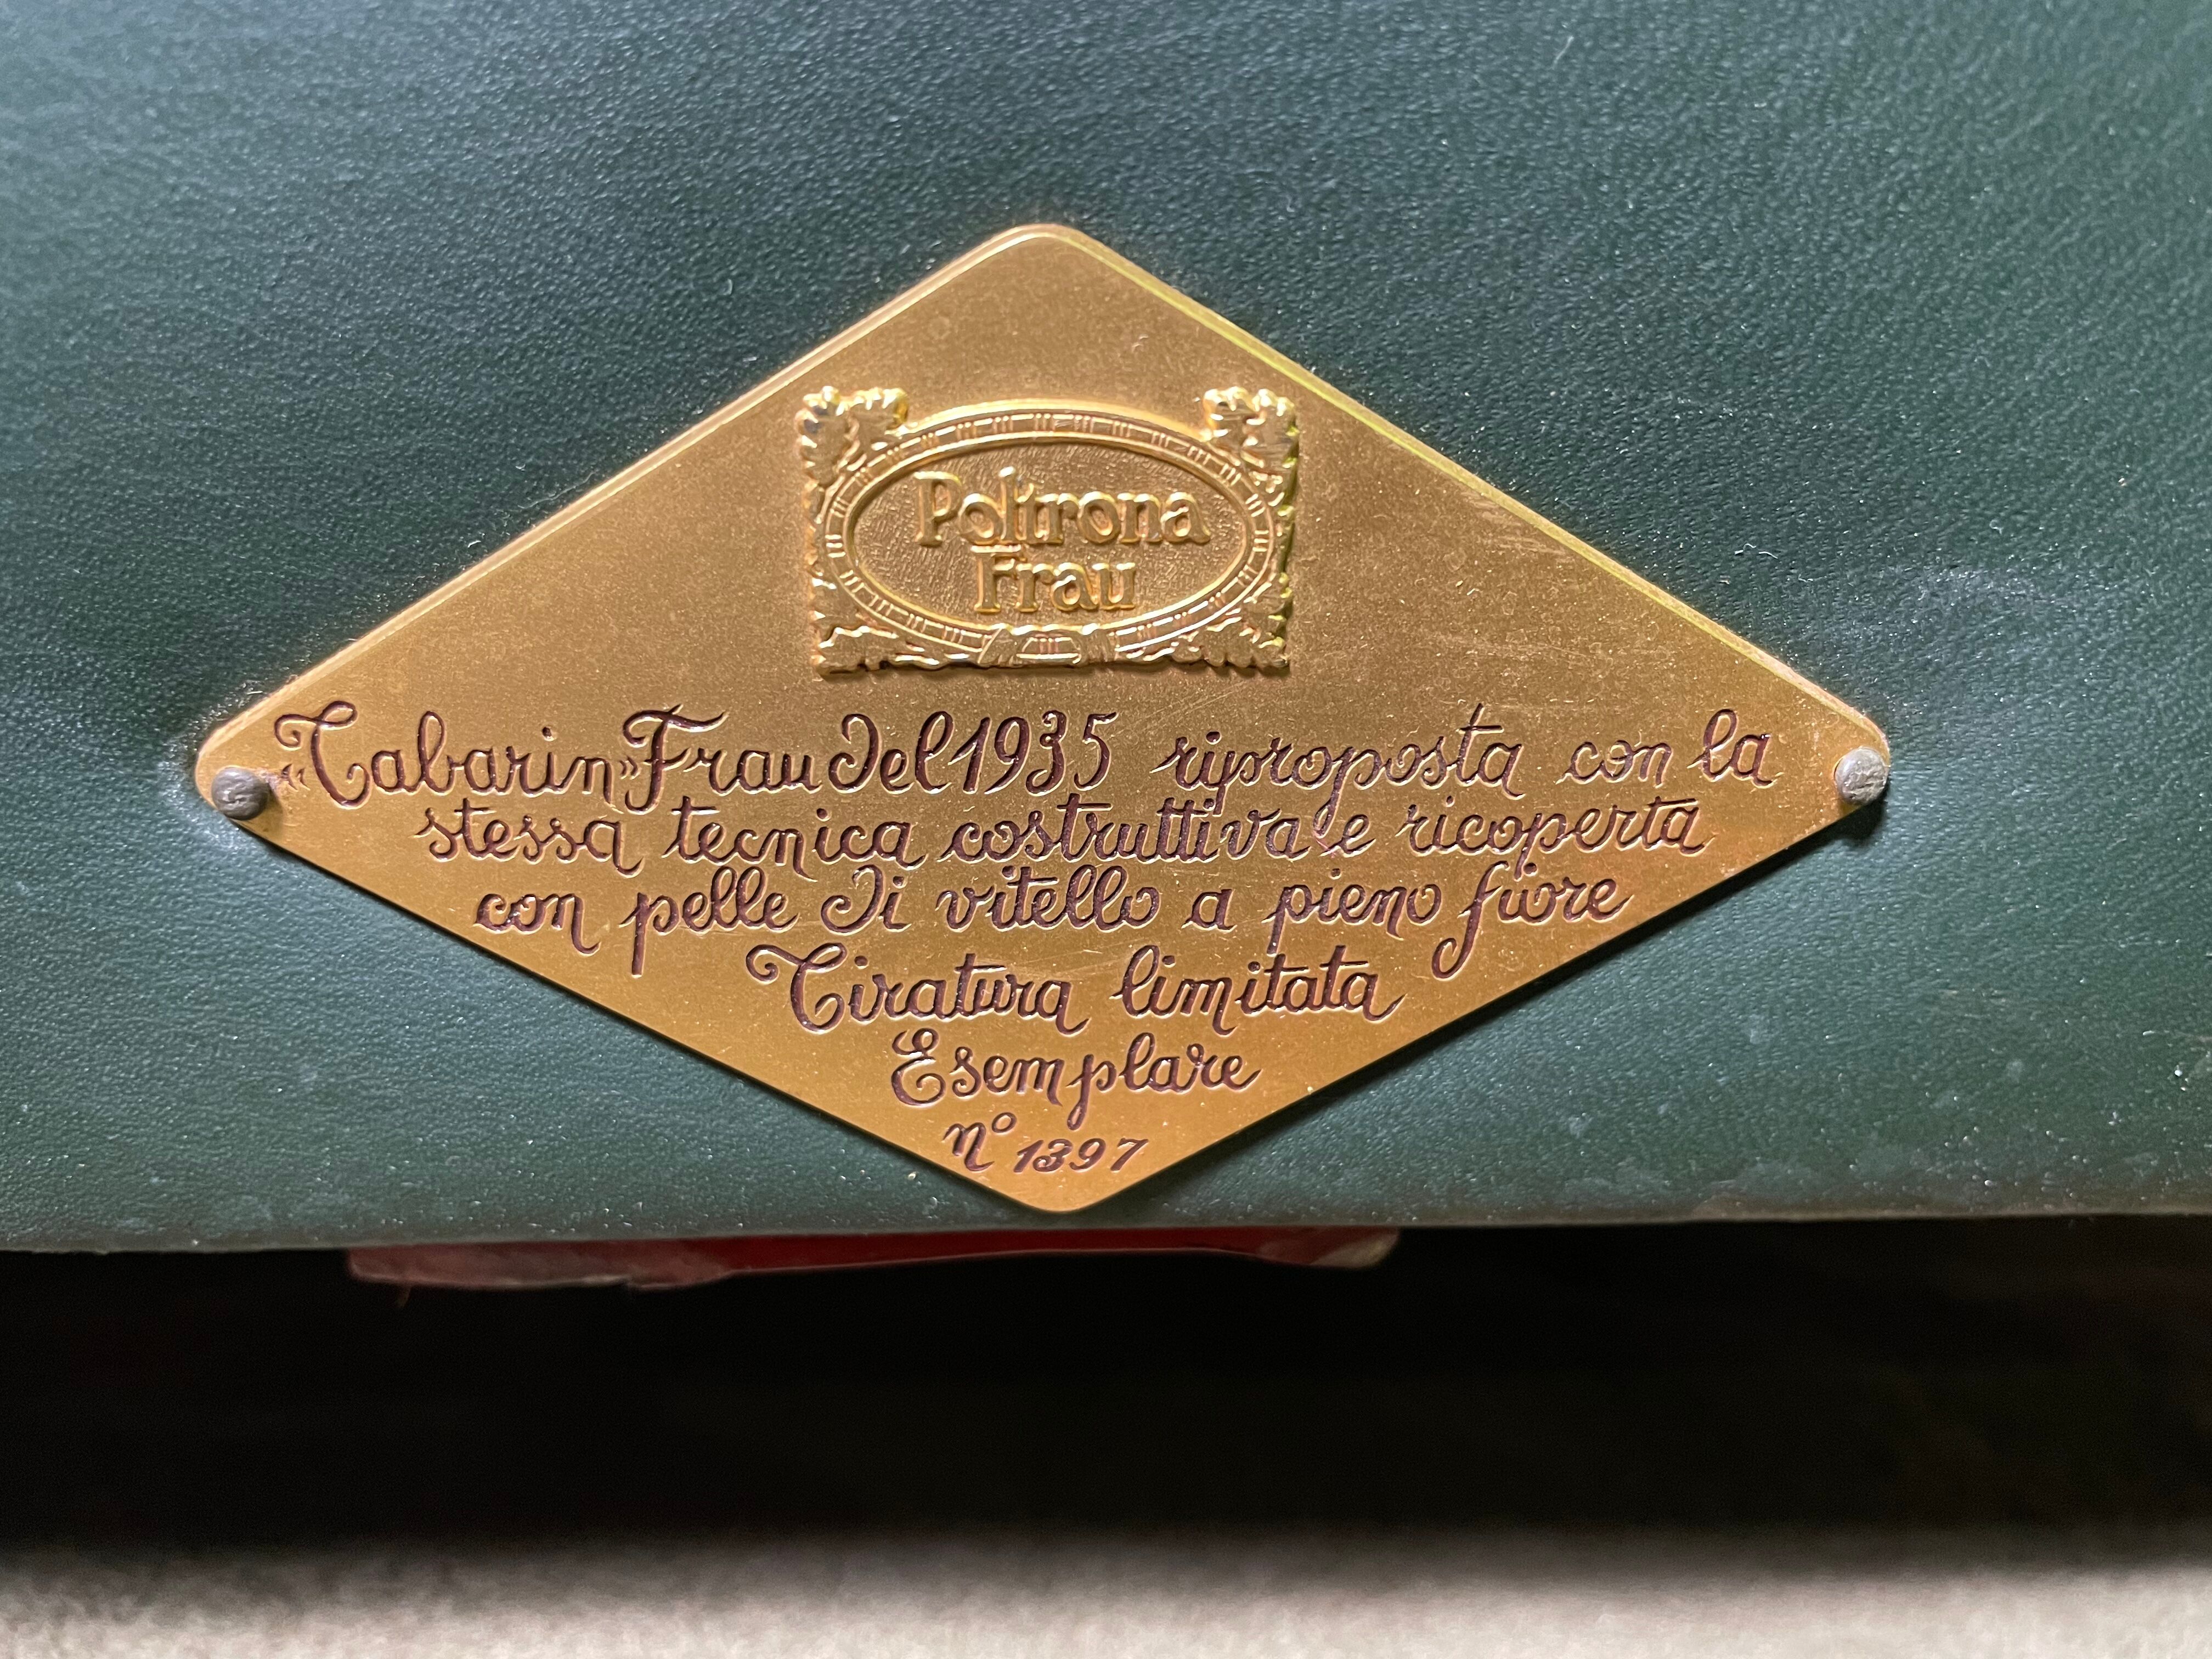 Poltrona
Frau
«Tabarin» Frau del 1935 riproposta con la
stessa tecnica costruttiva e ricoperta
con pelle di vitello a pieno fiore
Tiratura limitata
Esemplare
n° 1397